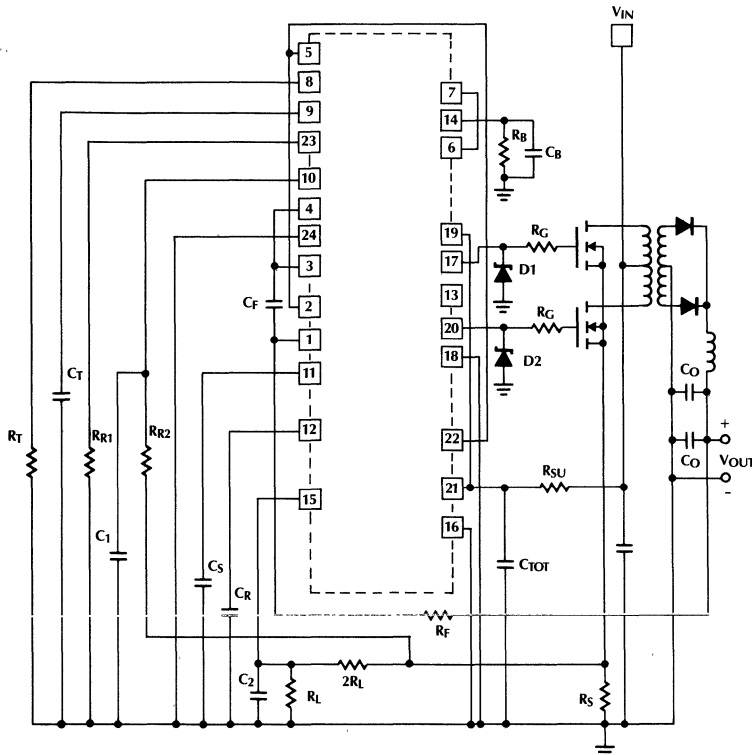 VIN
5
8
9
23
10
4
24
3
2
1
11
12
15
7
14
6
19
17
13
20
18
22
21
16
RB
CB
RG
D1
RG
D2
CF
CT
RT
RR1
RR2
C1
CS
CR
C2
RL
2RL
RF
RSU
CTOT
RS
CO
CO
+
VOUT
-